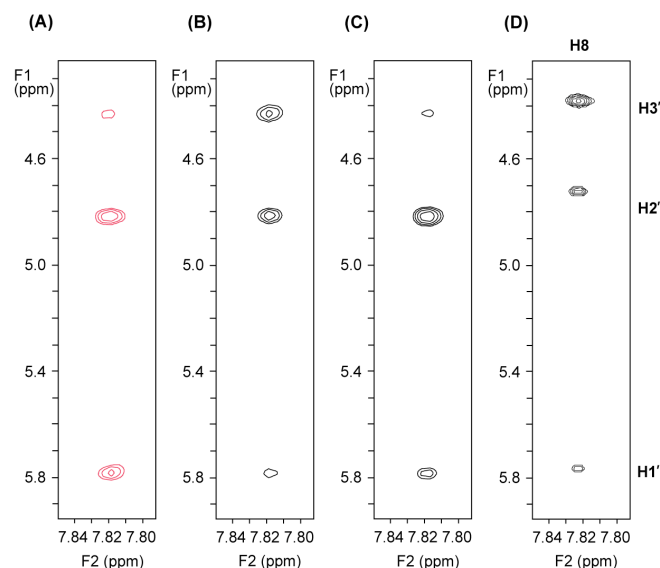 (A) (B) (C) (D)
H8
F1 (ppm) F1 (ppm) F1 (ppm) F1 (ppm)
H3′
4.6 4.6 4.6 4.6
H2′
5.0 5.0 5.0 5.0
5.4 5.4 5.4 5.4
5.8 5.8 5.8 5.8 H1′
7.84 7.82 7.80 7.84 7.82 7.80 7.84 7.82 7.80 7.84 7.82 7.80
F2 (ppm) F2 (ppm) F2 (ppm) F2 (ppm)